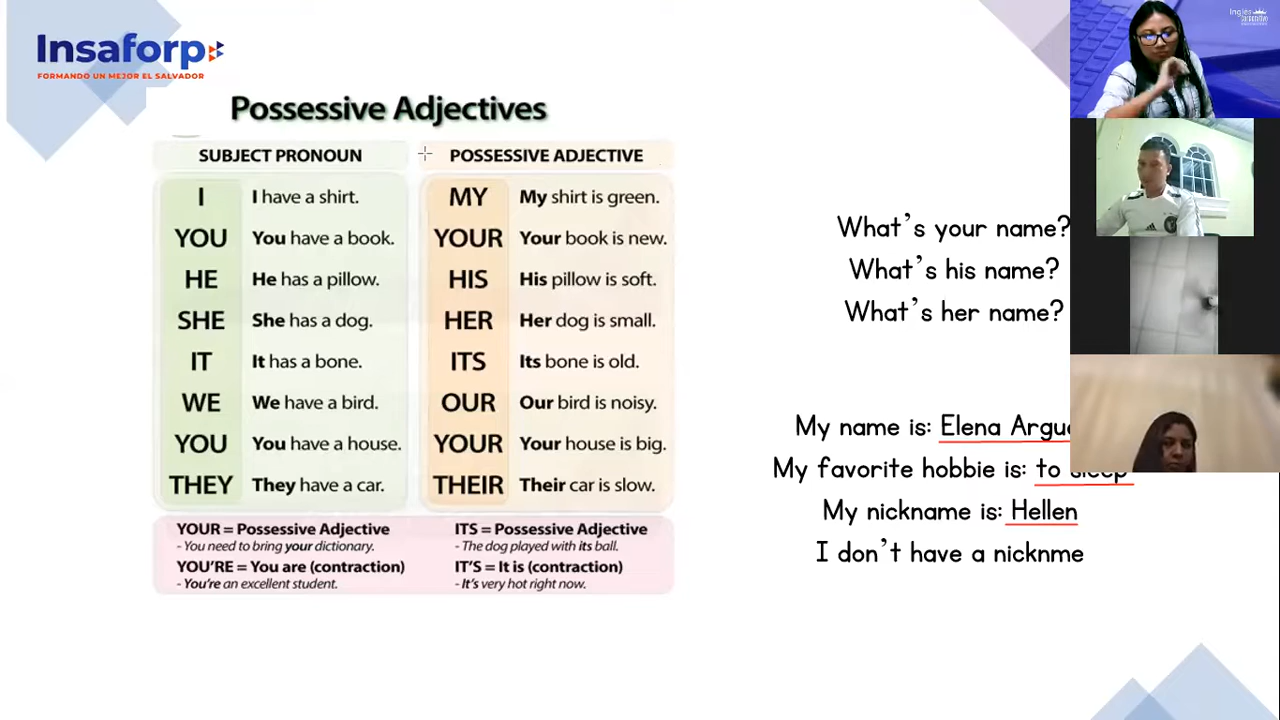 Insaforp
FORMANDO UN MEJOR EL SALVADOR
Possessive Adjectives
SUBJECT PRONOUN
POSSESSIVE ADJECTIVE
I I have a shirt. MY My shirt is green.
YOU You have a book. YOUR Your book is new.
HE He has a pillow. HIS His pillow is soft.
SHE She has a dog. HER Her dog is small.
IT It has a bone. ITS Its bone is old.
WE We have a bird. OUR Our bird is noisy.
YOU You have a house. YOUR Your house is big.
THEY They have a car. THEIR Their car is slow.
YOUR = Possessive Adjective
- You need to bring your dictionary.
YOU'RE = You are (contraction)
- You're an excellent student.
ITS = Possessive Adjective
- The dog played with its ball.
IT'S = It is (contraction)
- It's very hot right now.
What's your name?
What's his name?
What's her name?
My name is: Elena
My favorite hobbie is: to sleep
My nickname is: Hellen
I don't have a nicknme
Inglés